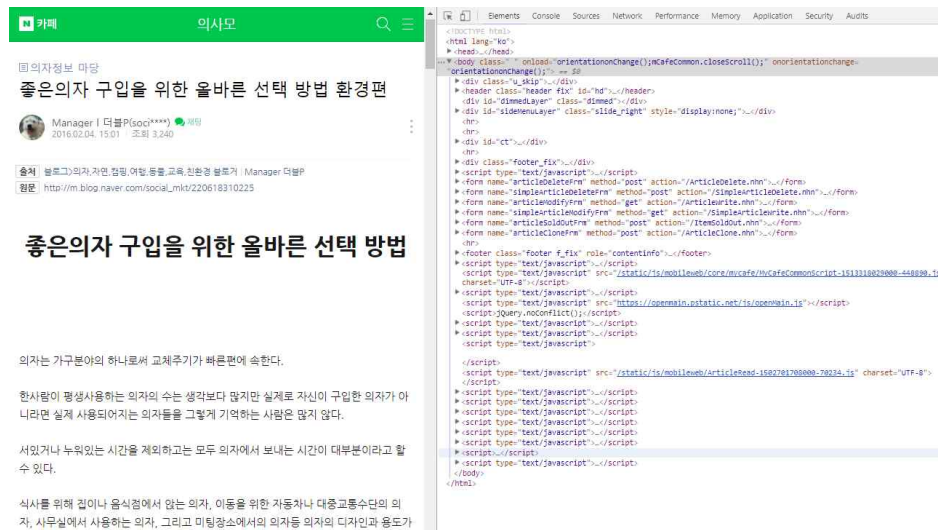 N 카페
의사모
의자정보 마당
좋은의자 구입을 위한 올바른 선택 방법 환경편
Manager | 더블P(soci****) 채팅
2016.02.04. 15:01 조회 3,240
출처 블로그>의자,자연,캠핑,여행,동물,교육,친환경 블로거 | Manager 더블P
원문 http://m.blog.naver.com/social_mkt/220618310225
좋은의자 구입을 위한 올바른 선택 방법
의자는 가구분야의 하나로써 교체주기가 빠른편에 속한다.
한사람이 평생사용하는 의자의 수는 생각보다 많지만 실제로 자신이 구입한 의자가 아
니라면 실제 사용되어지는 의자들을 그렇게 기억하는 사람은 많지 않다.
서있거나 누워있는 시간을 제외하고는 모두 의자에서 보내는 시간이 대부분이라고 할
수 있다.
식사를 위해 집이나 음식점에서 앉는 의자, 이동을 위한 자동차나 대중교통수단의 의
자, 사무실에서 사용하는 의자, 그리고 미팅장소에서의 의자등 의자의 디자인과 용도가
Elements Console Sources Network Performance Memory Application Security Audits
<!DOCTYPE html>
<html lang="ko">
<head>…</head>
<body class=" " onload="orientationonChange();mCafeCommon.closeScroll();" onorientationchange=
"orientationonChange();"> == $0
<div class="u_skip">…</div>
<header class="header fix" id="hd">…</header>
<div id="dimmedLayer" class="dimmed"></div>
<div id="sideMenuLayer" class="slide_right" style="display:none;">…</div>
<hr>
<hr>
<div id="ct">…</div>
<hr>
<div class="footer_fix">…</div>
<script type="text/javascript">…</script>
<form name="articleDeleteFrm" method="post" action="/ArticleDelete.nhn">…</form>
<form name="simpleArticleDeleteFrm" method="post" action="/SimpleArticleDelete.nhn">…</form>
<form name="articleModifyFrm" method="get" action="/ArticleWrite.nhn">…</form>
<form name="simpleArticleModifyFrm" method="get" action="/SimpleArticleWrite.nhn">…</form>
<form name="articleSoldOutFrm" method="post" action="/ItemSoldOut.nhn">…</form>
<form name="articleCloneFrm" method="post" action="/ArticleClone.nhn">…</form>
<hr>
<footer class="footer f_fix" role="contentinfo">…</footer>
<script type="text/javascript">…</script>
<script type="text/javascript" src="/static/js/mobileweb/core/mycafe/MyCafeCommonScript-1513318029000-448890.js
charset="UTF-8"></script>
<script type="text/javascript">…</script>
<script type="text/javascript" src="https://openmain.pstatic.net/js/openMain.js"></script>
<script>jQuery.noConflict();</script>
<script type="text/javascript">…</script>
<script type="text/javascript">…</script>
<script type="text/javascript">
</script>
<script type="text/javascript" src="/static/js/mobileweb/ArticleRead-1502701708000-70234.js" charset="UTF-8">
</script>
<script type="text/javascript">…</script>
<script type="text/javascript">…</script>
<script type="text/javascript">…</script>
<script type="text/javascript">…</script>
<script type="text/javascript">…</script>
<script type="text/javascript">…</script>
<script>…</script>
<script type="text/javascript">…</script>
</body>
</html>